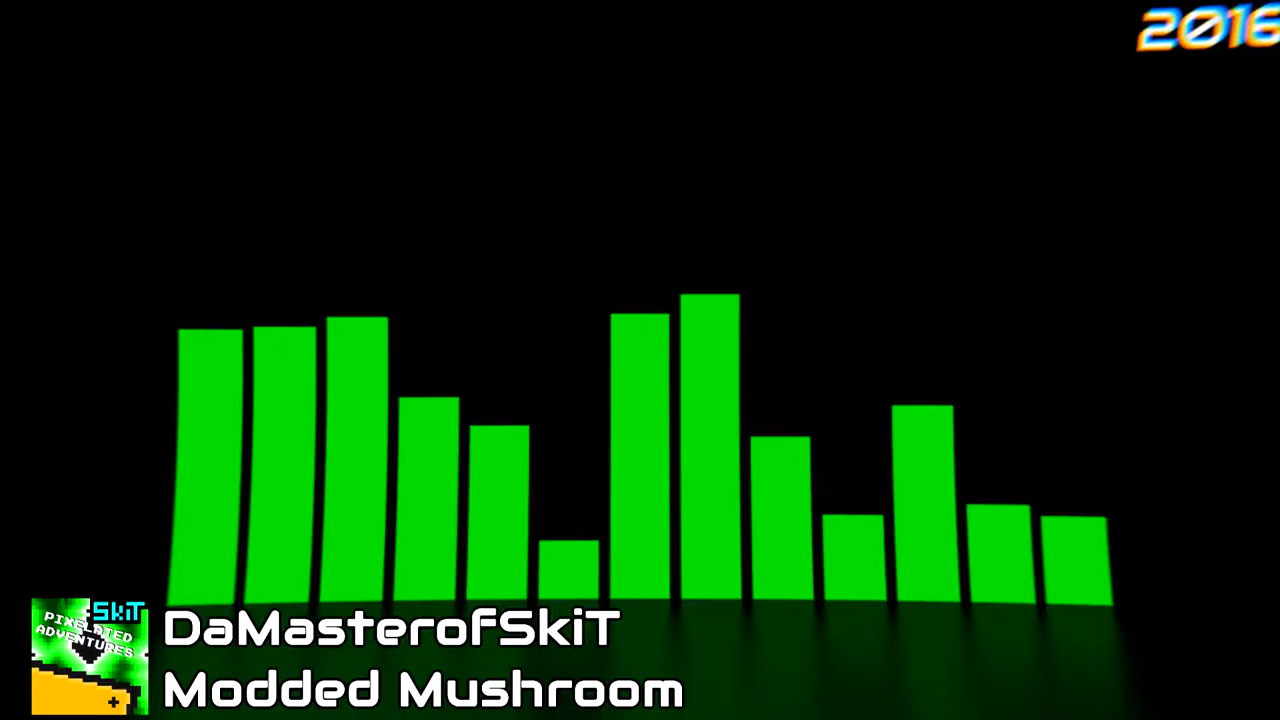 2016
SkiT
PIXELATED
ADVENTURES
DaMasterofSkiT
Modded Mushroom